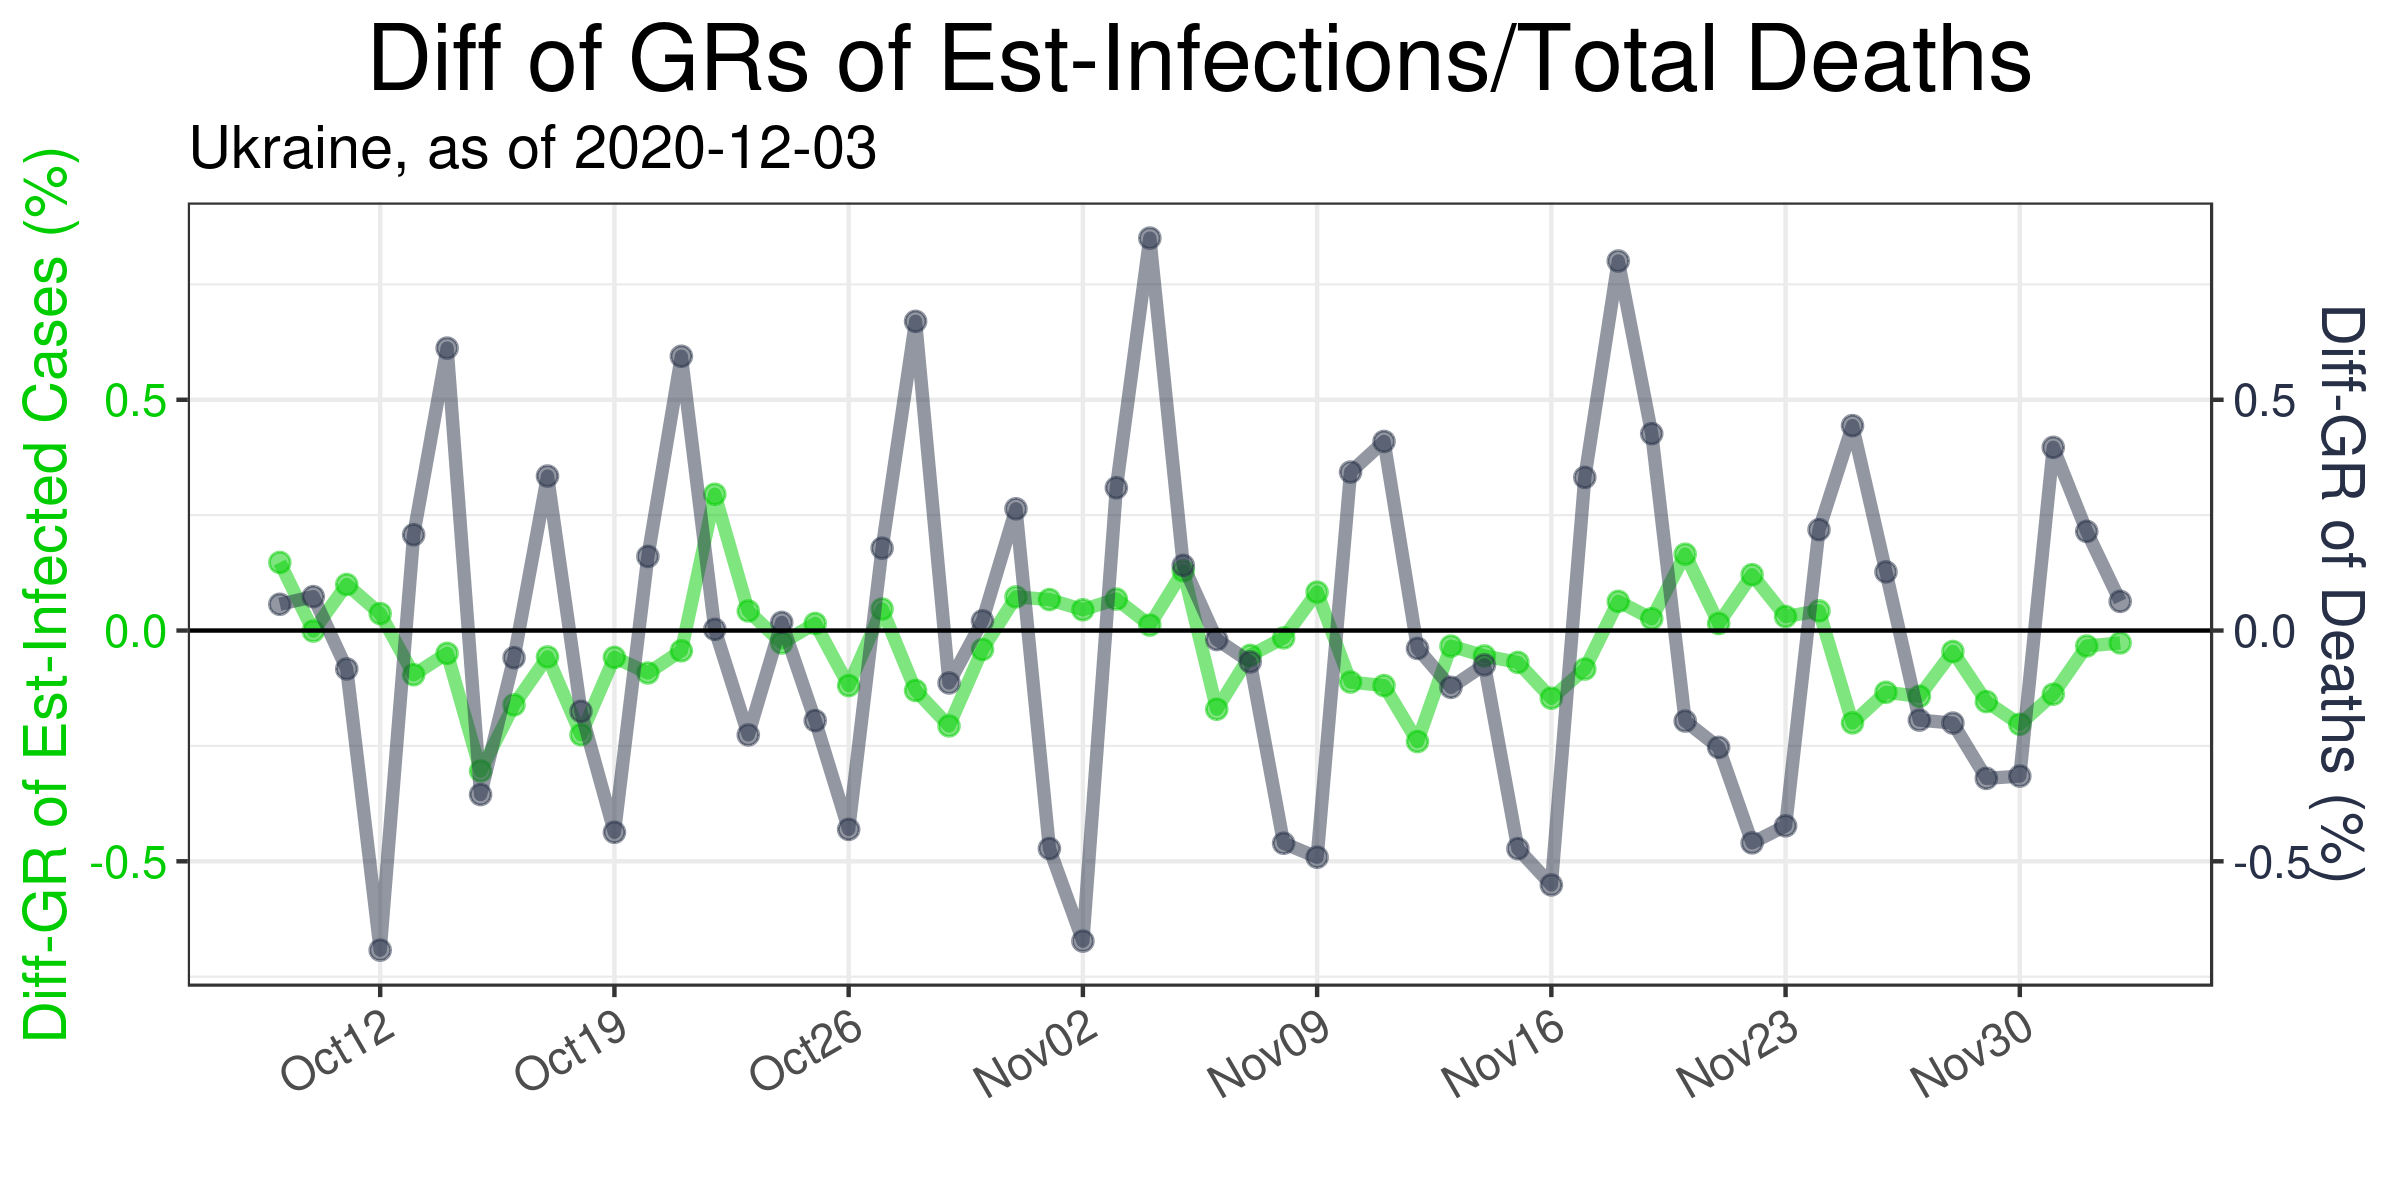 Diff of GRs of Est-Infections/Total Deaths
Ukraine, as of 2020-12-03
Diff-GR of Est-Infected Cases (%)
0.5
0.0
-0.5
0.5
0.0
-0.5
Diff-GR of Deaths (%)
Oct12
Oct19
Oct26
Nov02
Nov09
Nov16
Nov23
Nov30